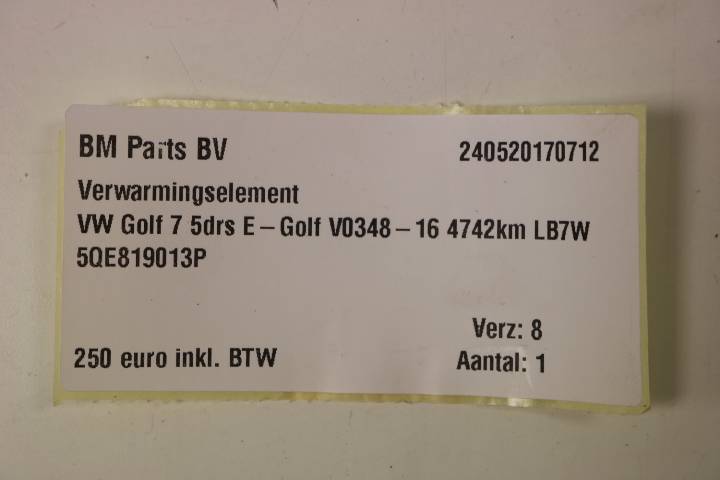 BM Parts BV 240520170712
Verwarmingselement
VW Golf 7 5drs E-Golf V0348-16 4742km LB7W
5QE819013P
Verz: 8
250 euro inkl. BTW Aantal: 1